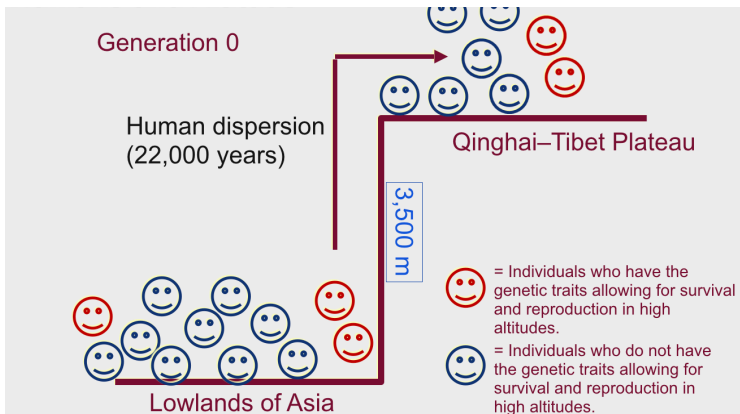 Generation 0
Human dispersion
(22,000 years)
Qinghai–Tibet Plateau
3,500 m
= Individuals who have the
genetic traits allowing for survival
and reproduction in high
altitudes.
= Individuals who do not have
the genetic traits allowing for
survival and reproduction in
high altitudes.
Lowlands of Asia